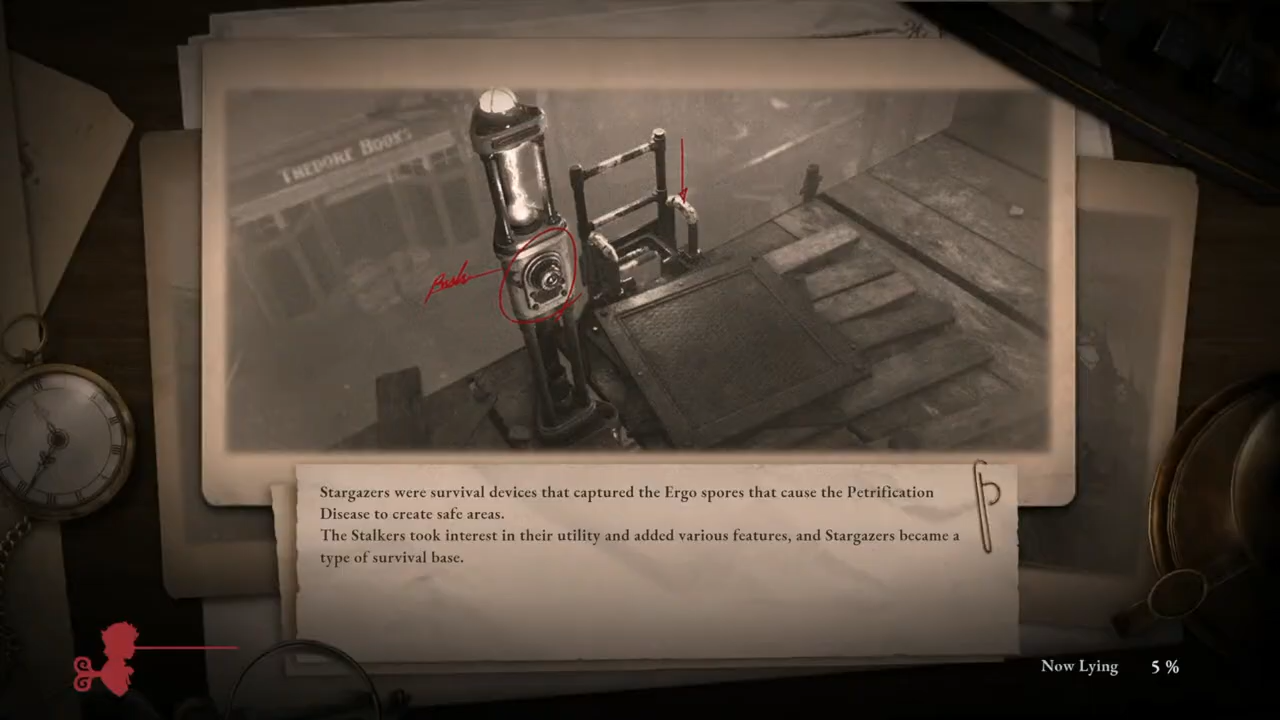 THEBORE BOOK'S
Stargazers were survival devices that captured the Ergo spores that cause the Petrification
Disease to create safe areas.
The Stalkers took interest in their utility and added various features, and Stargazers became a
type of survival base.
Now Lying 5 %